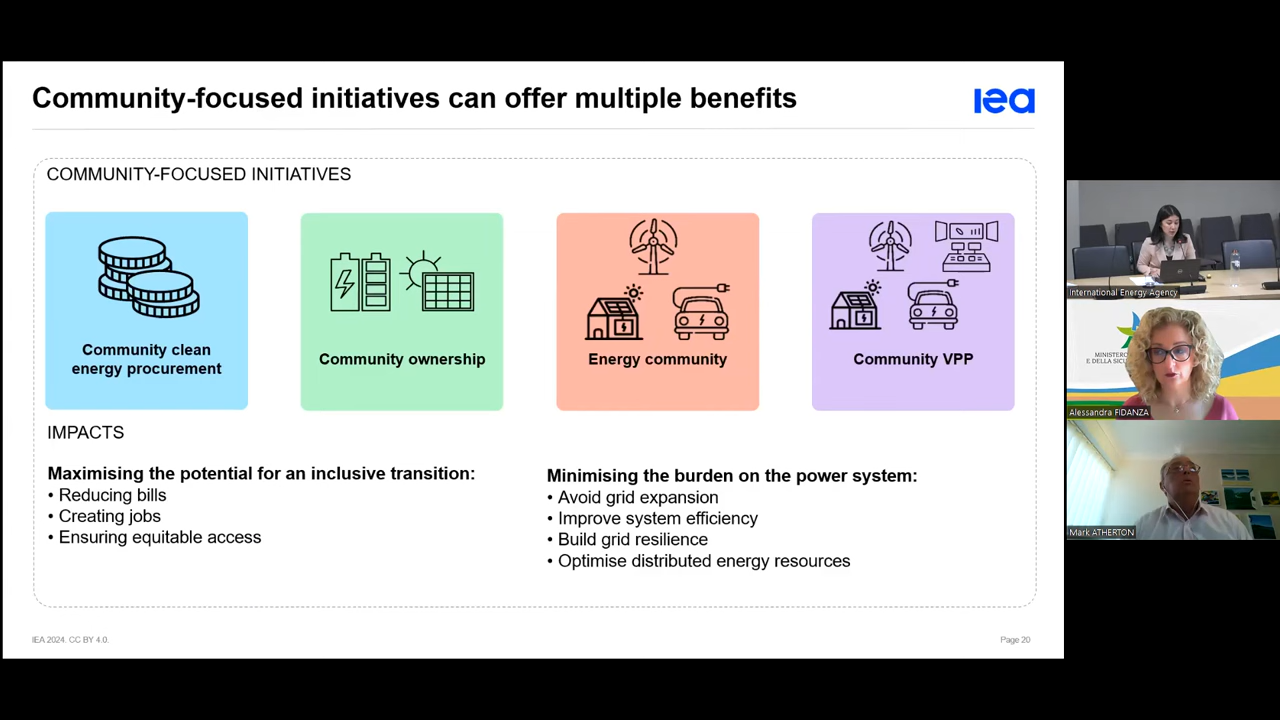 Community-focused initiatives can offer multiple benefits
iea
COMMUNITY-FOCUSED INITIATIVES
Community clean
energy procurement
Community ownership
Energy community
Community VPP
IMPACTS
Maximising the potential for an inclusive transition:
• Reducing bills
• Creating jobs
• Ensuring equitable access
Minimising the burden on the power system:
• Avoid grid expansion
• Improve system efficiency
• Build grid resilience
• Optimise distributed energy resources
IEA 2024. CC BY 4.0.
Page 20
International Energy Agency
MINISTERO
E DELLA
Alessandra FIDANZA
Mark ATHERTON